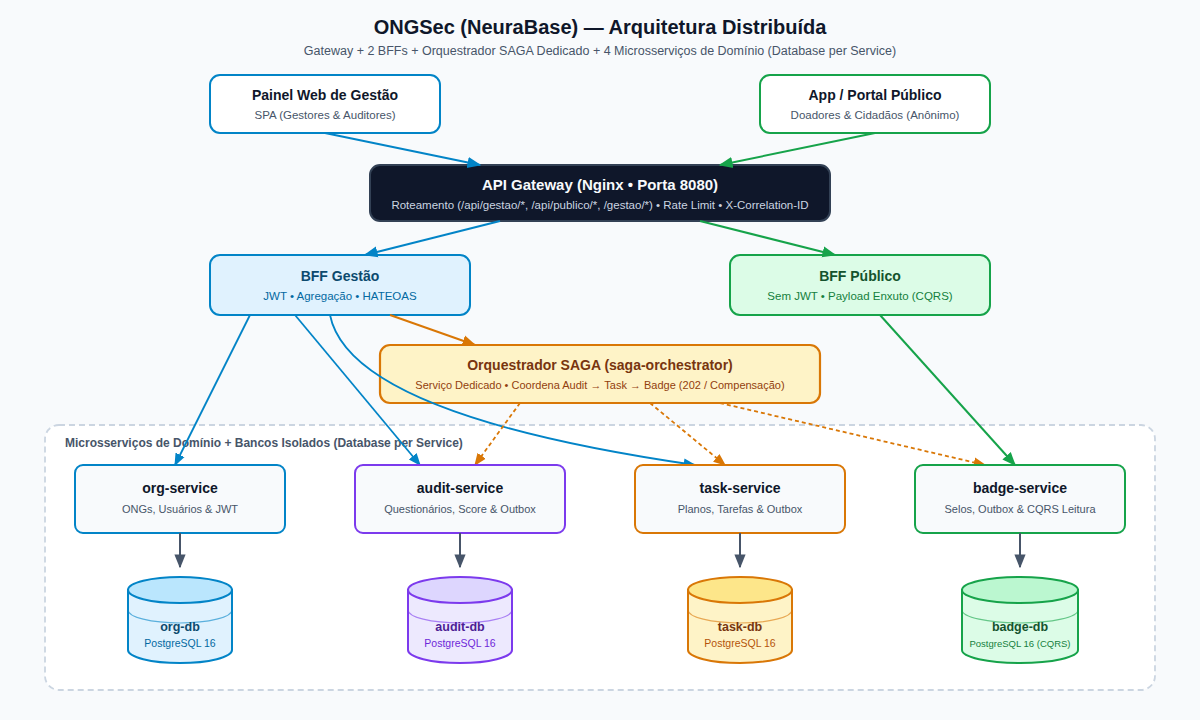 ONGSec (NeuraBase) — Arquitetura Distribuída
Gateway + 2 BFFs + Orquestrador SAGA Dedicado + 4 Microserviços de Domínio (Database per Service)
Painel Web de Gestão
SPA (Gestores & Auditores)
App / Portal Público
Doadores & Cidadãos (Anônimo)
API Gateway (Nginx • Porta 8080)
Roteamento (/api/gestao/*, /api/publico/*, /gestao/*) • Rate Limit • X-Correlation-ID
BFF Gestão
JWT • Agregação • HATEOAS
BFF Público
Sem JWT • Payload Enxuto (CQRS)
Orquestrador SAGA (saga-orchestrator)
Serviço Dedicado • Coordena Audit → Task → Badge (202 / Compensação)
Microserviços de Domínio + Bancos Isolados (Database per Service)
org-service
ONGs, Usuários & JWT
audit-service
Questionários, Score & Outbox
task-service
Planos, Tarefas & Outbox
badge-service
Selos, Outbox & CQRS Leitura
org-db
PostgreSQL 16
audit-db
PostgreSQL 16
task-db
PostgreSQL 16
badge-db
PostgreSQL 16 (CQRS)